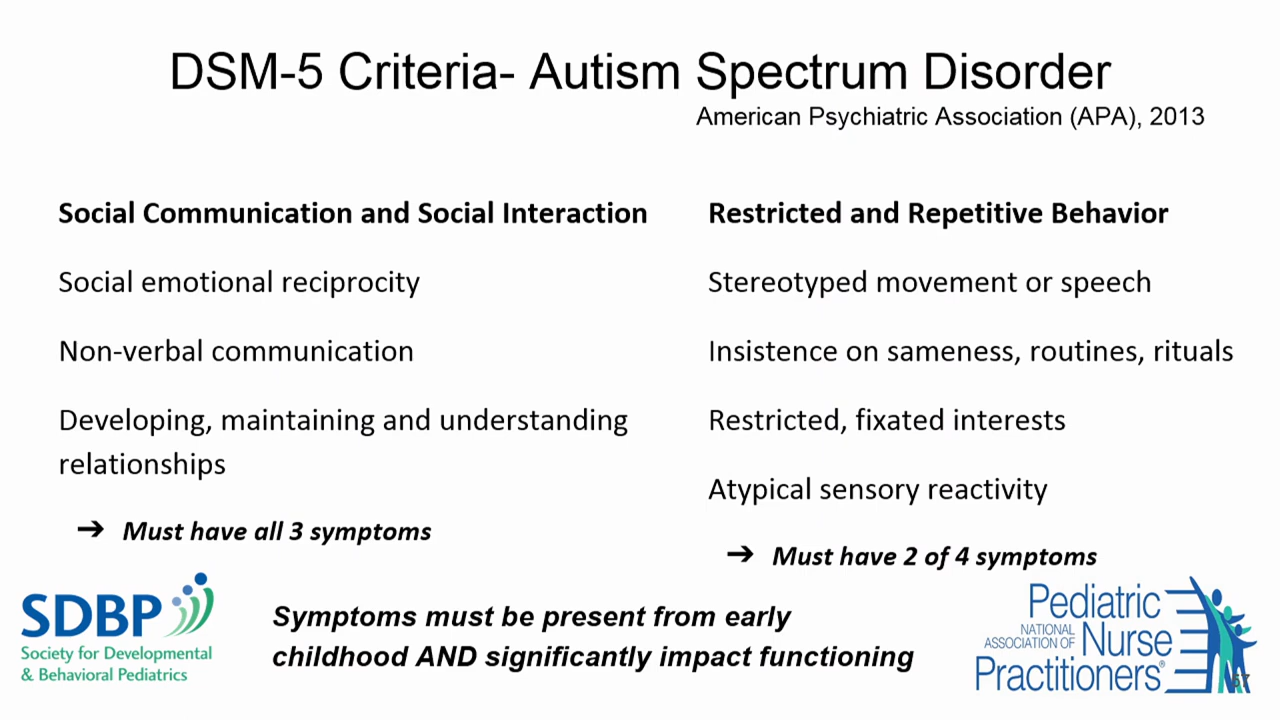 DSM-5 Criteria- Autism Spectrum Disorder
American Psychiatric Association (APA), 2013
Social Communication and Social Interaction
Social emotional reciprocity
Non-verbal communication
Developing, maintaining and understanding
relationships
➔ Must have all 3 symptoms
Restricted and Repetitive Behavior
Stereotyped movement or speech
Insistence on sameness, routines, rituals
Restricted, fixated interests
Atypical sensory reactivity
➔ Must have 2 of 4 symptoms
SDBP
Society for Developmental
& Behavioral Pediatrics
Symptoms must be present from early
childhood AND significantly impact functioning
Pediatric
NATIONAL
ASSOCIATION OF
Nurse
Practitioners®
57